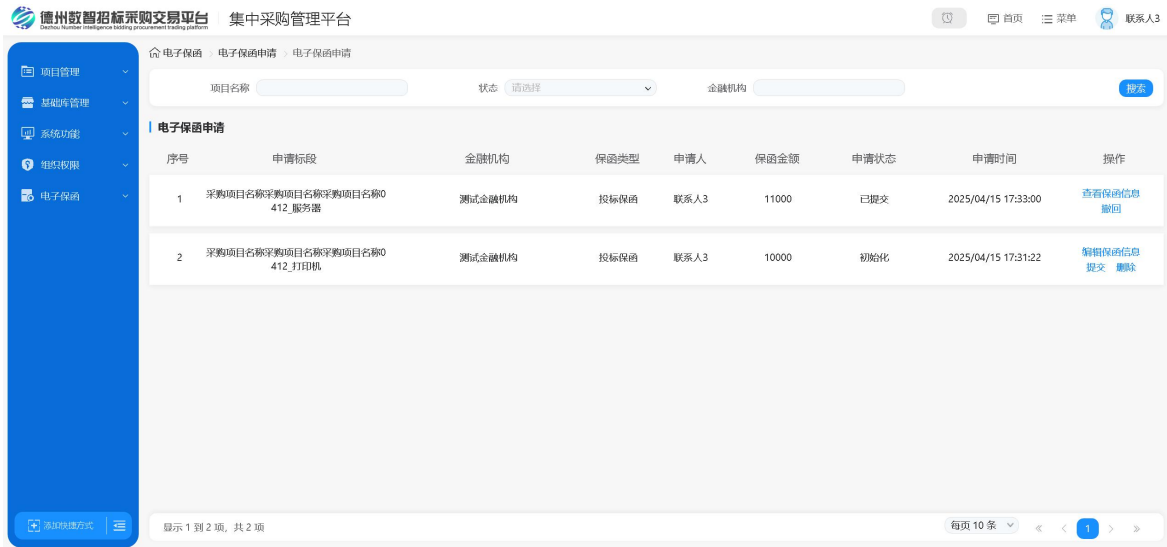 德州数智招标采购交易平台 集中采购管理平台 首页 菜单 联系人3
Dezhou Number intelligence bidding procurement trading platform
电子保函 > 电子保函申请 > 电子保函申请
项目管理
基础库管理
系统功能
组织权限
电子保函
项目名称 状态 请选择 金融机构 搜索
电子保函申请
序号 申请标段 金融机构 保函类型 申请人 保函金额 申请状态 申请时间 操作
采购项目名称采购项目名称采购项目名称0 查看保函信息
1 测试金融机构 投标保函 联系人3 11000 已提交 2025/04/15 17:33:00
412_服务器 撤回
采购项目名称采购项目名称采购项目名称0 编辑保函信息
2 测试金融机构 投标保函 联系人3 10000 初始化 2025/04/15 17:31:22
412_打印机 提交 删除
添加快捷方式
显示 1 到 2 项，共 2 项 每页 10 条 « < 1 > »